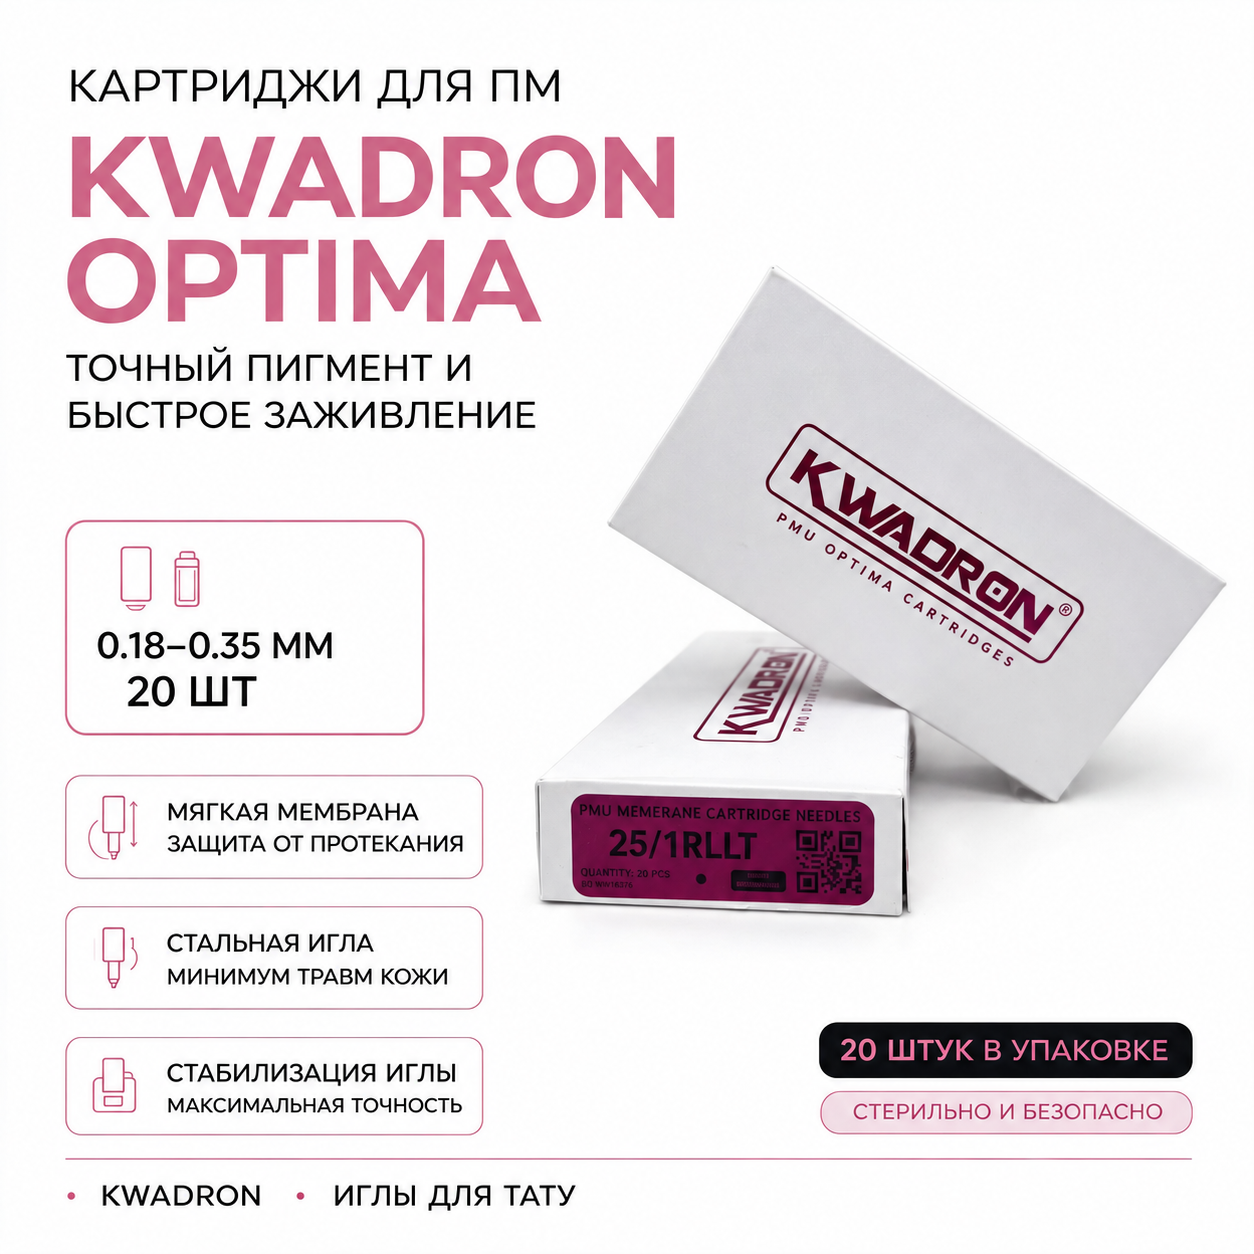 КАРТРИДЖИ ДЛЯ ПМ
KWADRON
OPTIMA
ТОЧНЫЙ ПИГМЕНТ И
БЫСТРОЕ ЗАЖИВЛЕНИЕ
0.18–0.35 ММ
20 ШТ
МЯГКАЯ МЕМБРАНА
ЗАЩИТА ОТ ПРОТЕКАНИЯ
СТАЛЬНАЯ ИГЛА
МИНИМУМ ТРАВМ КОЖИ
СТАБИЛИЗАЦИЯ ИГЛЫ
МАКСИМАЛЬНАЯ ТОЧНОСТЬ
KWADRON®
PMU OPTIMA CARTRIDGES
KWADRON
PMU MEMERANE CARTRIDGE NEEDLES
25/1RLLT
QUANTITY: 20 PCS
20 ШТУК В УПАКОВКЕ
СТЕРИЛЬНО И БЕЗОПАСНО
• KWADRON • ИГЛЫ ДЛЯ ТАТУ